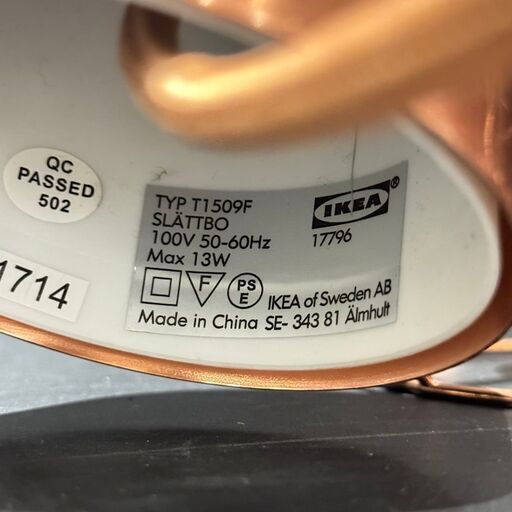 QC
PASSED
502
1714
TYP T1509F
SLÄTTBO
100V 50-60Hz
Max 13W
IKEA®
17796
F
PS
E
IKEA of Sweden AB
Made in China SE- 343 81 Älmhult